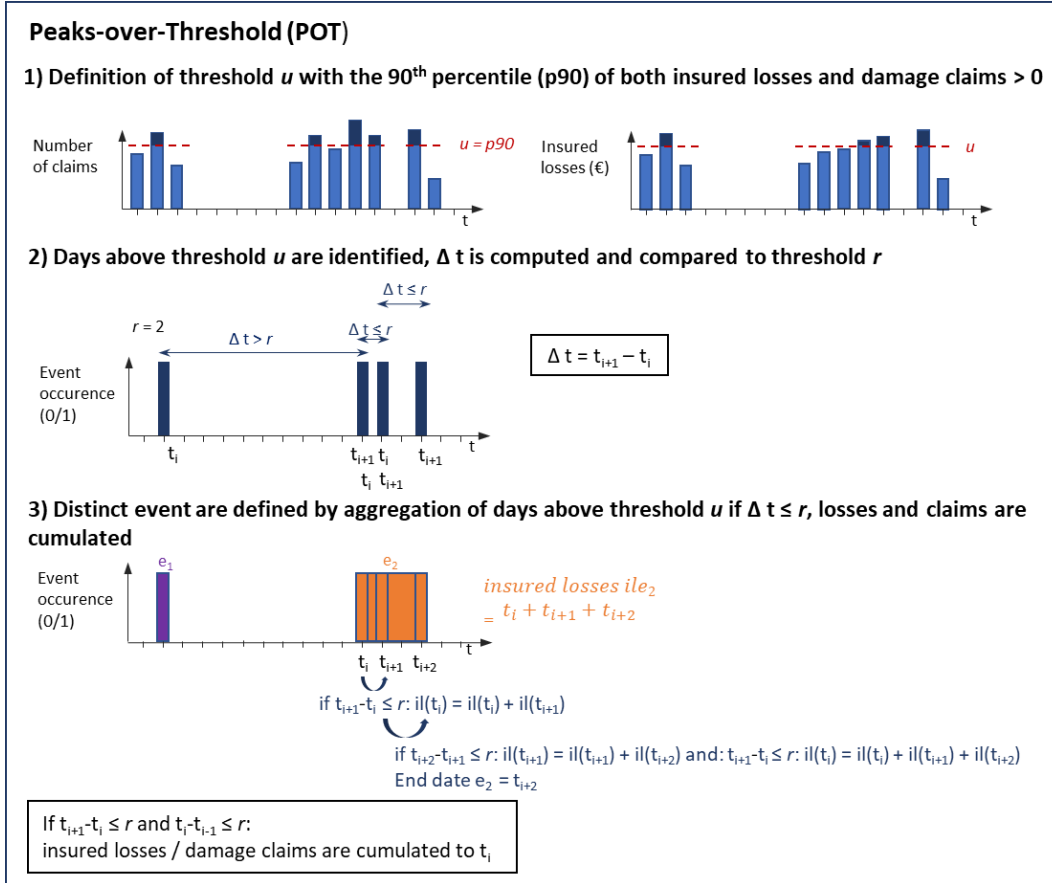 Peaks-over-Threshold (POT)
1) Definition of threshold u with the 90th percentile (p90) of both insured losses and damage claims > 0
Number
of claims
u = p90
t
Insured
losses (€)
u
t
2) Days above threshold u are identified, Δ t is computed and compared to threshold r
Δ t ≤ r
r = 2
Δ t > r
Δ t ≤ r
Δ t = ti+1 – ti
Event
occurence
(0/1)
t
ti
ti+1 ti
ti+1
ti ti+1
3) Distinct event are defined by aggregation of days above threshold u if Δ t ≤ r, losses and claims are
cumulated
e1
e2
Event
occurence
(0/1)
insured losses ile2
= ti + ti+1 + ti+2
t
ti ti+1 ti+2
if ti+1-ti ≤ r: il(ti) = il(ti) + il(ti+1)
if ti+2-ti+1 ≤ r: il(ti+1) = il(ti+1) + il(ti+2) and: ti+1-ti ≤ r: il(ti) = il(ti) + il(ti+1) + il(ti+2)
End date e2 = ti+2
If ti+1-ti ≤ r and ti-ti-1 ≤ r:
insured losses / damage claims are cumulated to ti